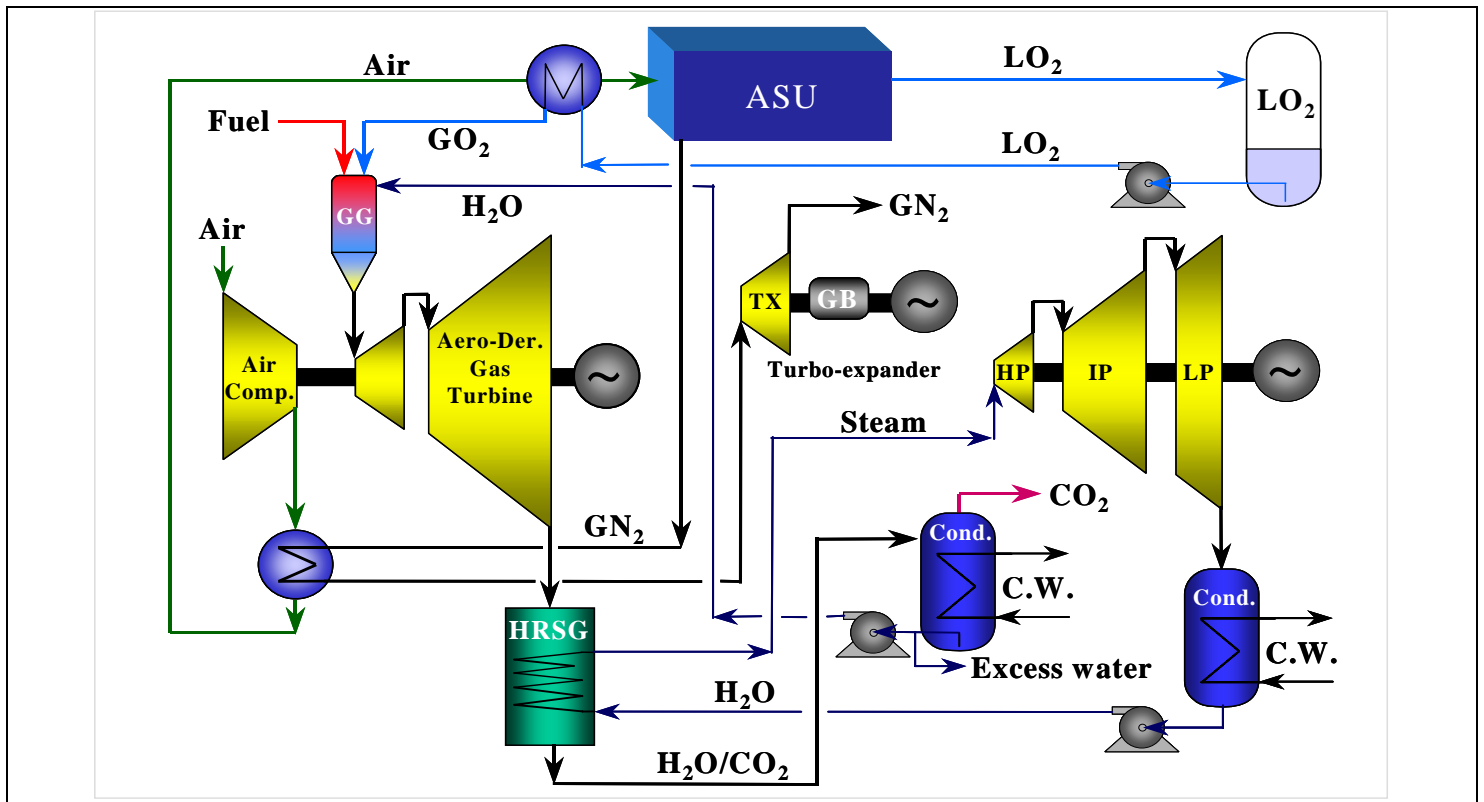 Air
ASU
LO₂
LO₂
Fuel
GO₂
LO₂
GG
H₂O
GN₂
Air
TX
GB
~
Turbo-expander
Air
Comp.
Aero-Der.
Gas
Turbine
~
HP
IP
LP
~
Steam
GN₂
CO₂
Cond.
C.W.
Cond.
C.W.
HRSG
Excess water
H₂O
H₂O/CO₂